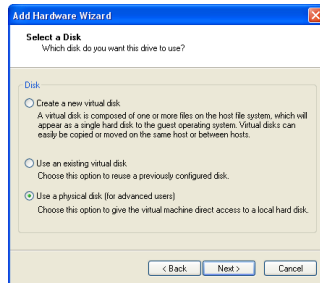 Add Hardware Wizard
Select a Disk
Which disk do you want this drive to use?
Disk
Create a new virtual disk
A virtual disk is composed of one or more files on the host file system, which will
appear as a single hard disk to the guest operating system. Virtual disks can
easily be copied or moved on the same host or between hosts.
Use an existing virtual disk
Choose this option to reuse a previously configured disk.
Use a physical disk (for advanced users)
Choose this option to give the virtual machine direct access to a local hard disk.
< Back Next > Cancel